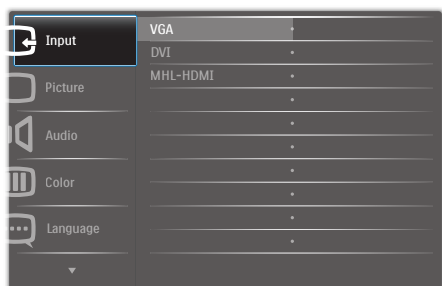 Input
Picture
Audio
Color
Language
VGA
DVI
MHL-HDMI